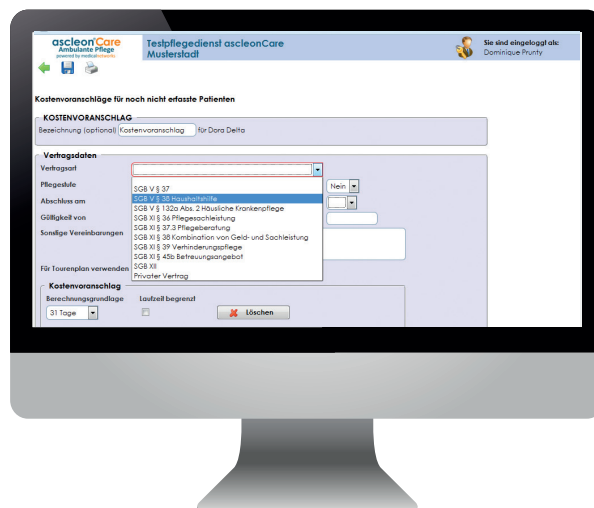 ascleon Care
Ambulante Pflege
powered by medicalnetworks
Testpflegedienst ascleonCare
Musterstadt
Sie sind eingeloggt als:
Dominique Prunty
Kostenvoranschläge für noch nicht erfasste Patienten
KOSTENVORANSCHLAG
Bezeichnung (optional) Kostenvoranschlag für Dora Delta
Vertragsdaten
Vertragsart
Pflegestufe
Nein
Abschluss am
Gültigkeit von
Sonstige Vereinbarungen
Für Tourenplan verwenden
SGB V § 37
SGB V § 38 Haushaltshilfe
SGB V § 132a Abs. 2 Häusliche Krankenpflege
SGB XI § 36 Pflegesachleistung
SGB XI § 37.3 Pflegeberatung
SGB XI § 38 Kombination von Geld- und Sachleistung
SGB XI § 39 Verhinderungspflege
SGB XI § 45b Betreuungsangebot
SGB XII
Privater Vertrag
Kostenvoranschlag
Berechnungsgrundlage Laufzeit begrenzt
31 Tage
Löschen